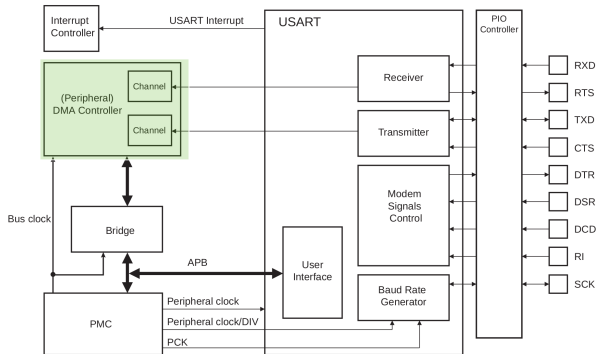 Interrupt
Controller
USART Interrupt
USART
PIO
Controller
(Peripheral)
DMA Controller
Channel
Channel
Receiver
Transmitter
Modem
Signals
Control
RXD
RTS
TXD
CTS
DTR
DSR
DCD
RI
SCK
Bus clock
Bridge
APB
User
Interface
Baud Rate
Generator
PMC
Peripheral clock
Peripheral clock/DIV
PCK